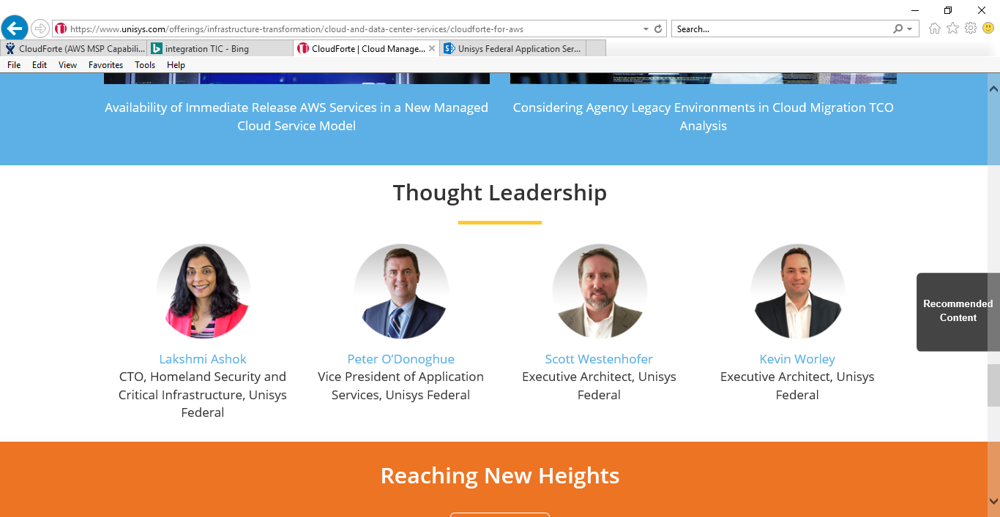 https://www.unisys.com/offerings/infrastructure-transformation/cloud-and-data-center-services/cloudforte-for-aws
Search...
CloudForte (AWS MSP Capabili...
integration TIC - Bing
CloudForte | Cloud Manage...
Unisys Federal Application Ser...
File Edit View Favorites Tools Help
Availability of Immediate Release AWS Services in a New Managed
Cloud Service Model
Considering Agency Legacy Environments in Cloud Migration TCO
Analysis
Thought Leadership
Lakshmi Ashok
CTO, Homeland Security and
Critical Infrastructure, Unisys
Federal
Peter O’Donoghue
Vice President of Application
Services, Unisys Federal
Scott Westenhofer
Executive Architect, Unisys
Federal
Kevin Worley
Executive Architect, Unisys
Federal
Recommended
Content
Reaching New Heights